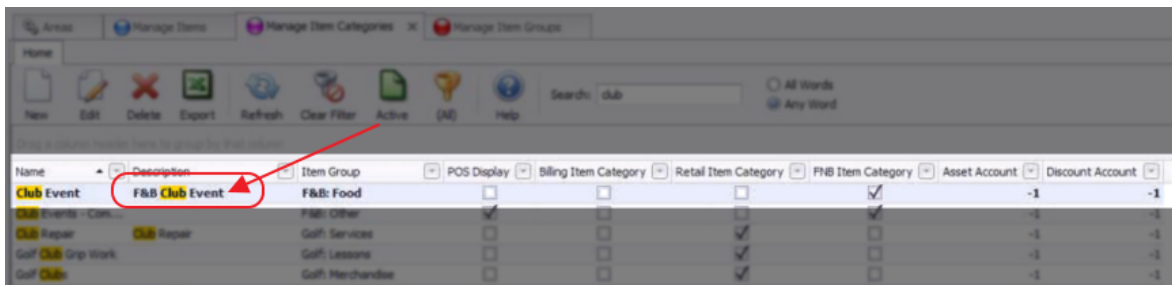 Areas Manage Items Manage Item Categories × Manage Item Groups
Home
New Edit Delete Export Refresh Clear Filter Active (All) Help Search: club All Words
Any Word
Drag a column header here to group by that column
Name Description Item Group POS Display Billing Item Category Retail Item Category FNB Item Category Asset Account Discount Account
Club Event F&B Club Event F&B: Food -1 -1
Club Events - Com... F&B: Other -1 -1
Club Repair Club Repair Golf: Services -1 -1
Golf Club Grip Work Golf: Lessons -1 -1
Golf Clubs Golf: Merchandise -1 -1